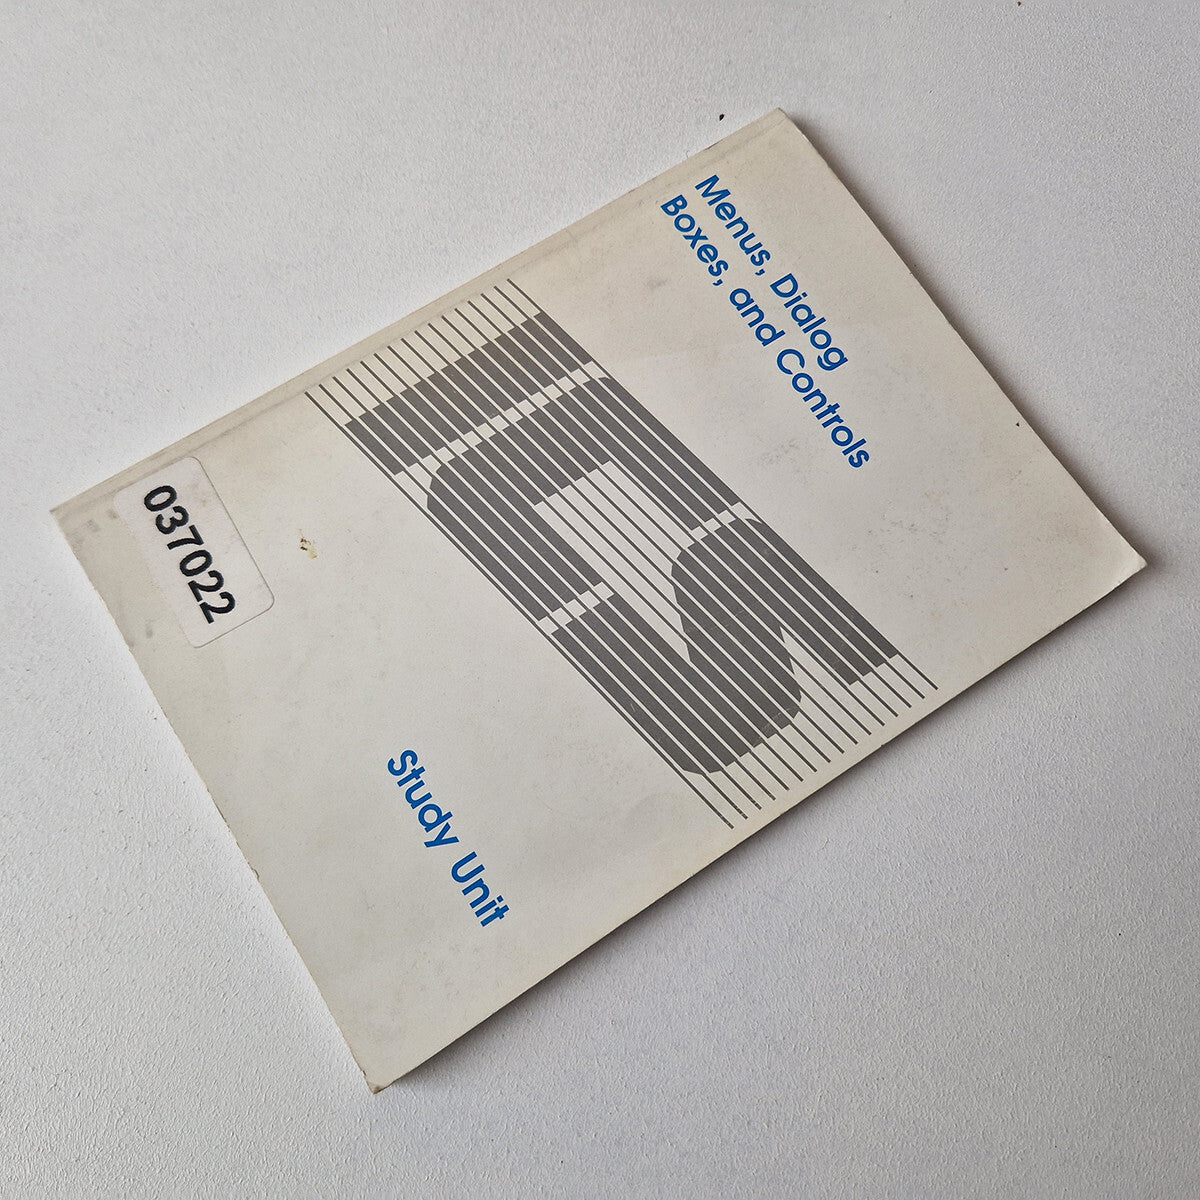 Menus, Dialog
Boxes, and Controls
Study Unit
037022